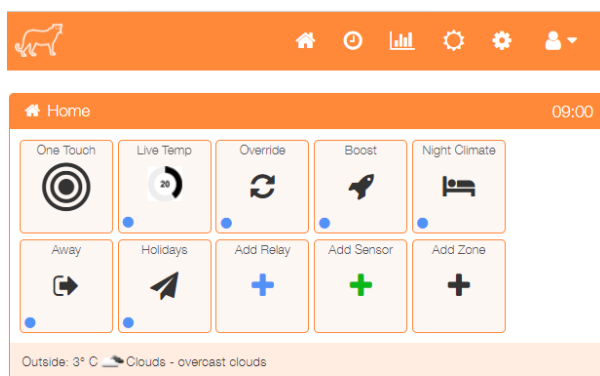 Home 09:00
One Touch Live Temp Override Boost Night Climate
20
Away Holidays Add Relay Add Sensor Add Zone
Outside: 3° C Clouds - overcast clouds